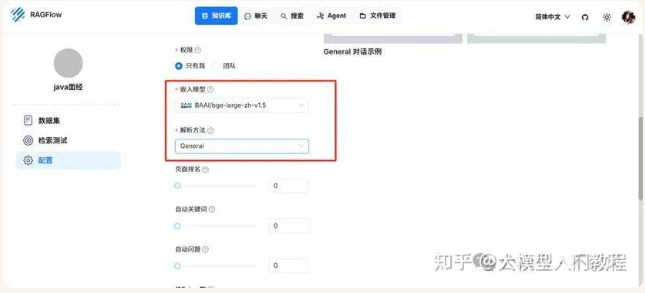 RAGFlow
知识库
聊天
搜索
Agent
文件管理
简体中文
java面经
数据集
检索测试
配置
* 权限
只有我
团队
* 嵌入模型
BAAI/bge-large-zh-v1.5
* 解析方法
General
页面排名
0
自动关键词
0
自动问题
0
General 对话示例
知乎 @大模型入门教程